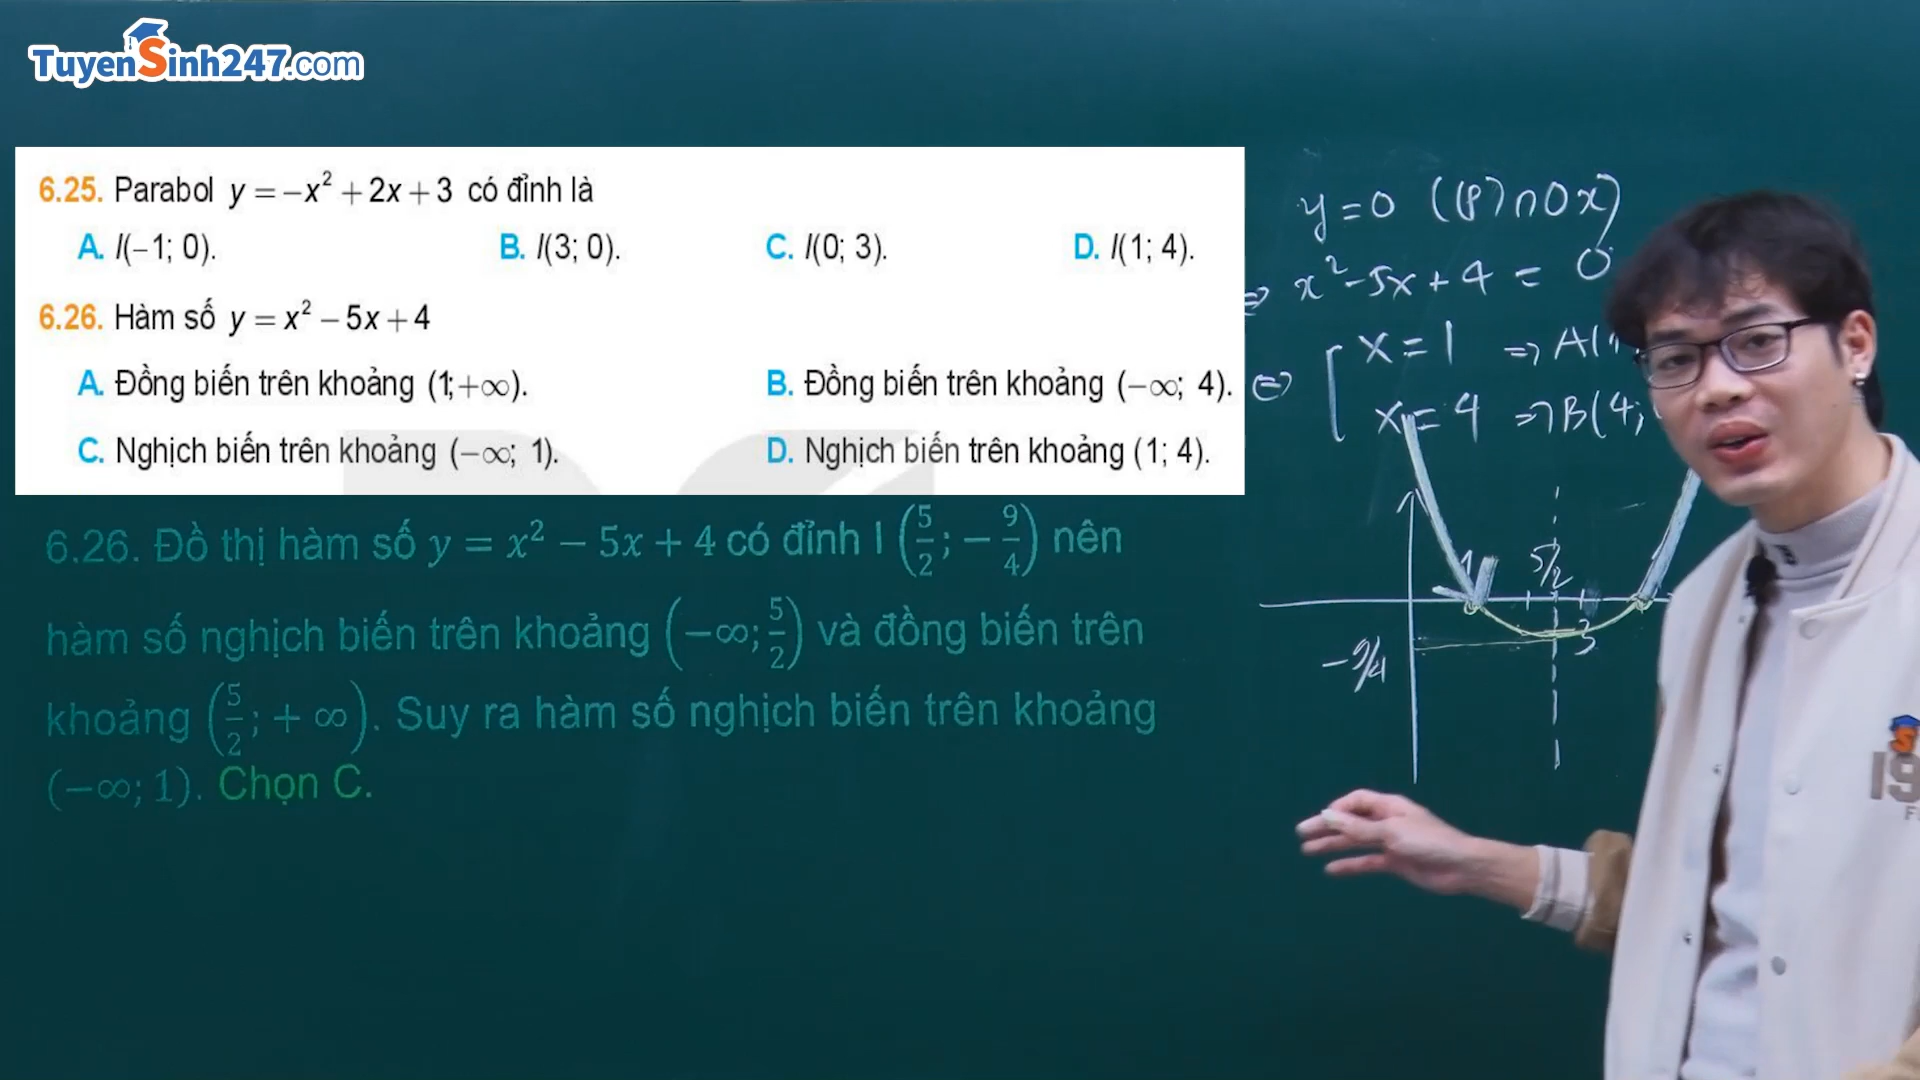 TuyenSinh247.com
6.25. Parabol y = −x² + 2x + 3 có đỉnh là
A. I(−1; 0). B. I(3; 0). C. I(0; 3). D. I(1; 4).
6.26. Hàm số y = x² − 5x + 4
A. Đồng biến trên khoảng (1; +∞). B. Đồng biến trên khoảng (−∞; 4).
C. Nghịch biến trên khoảng (−∞; 1). D. Nghịch biến trên khoảng (1; 4).
6.26. Đồ thị hàm số y = x² − 5x + 4 có đỉnh I (5/2; −9/4) nên
hàm số nghịch biến trên khoảng (−∞; 5/2) và đồng biến trên
khoảng (5/2; +∞). Suy ra hàm số nghịch biến trên khoảng
(−∞; 1). Chọn C.
y = 0 ((P) ∩ Ox)
⇔ x² − 5x + 4 = 0
⇔ [ x = 1 ⇒ A(1
x = 4 ⇒ B(4;
1
5/2
3
−9/4
S
19